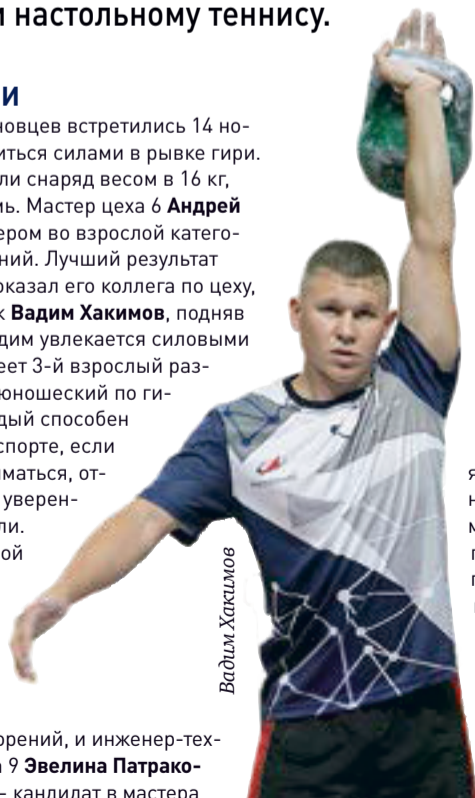 и настольному теннису.
и
новцев встретились 14 но-
иться силами в рывке гири.
ли снаряд весом в 16 кг,
мь. Мастер цеха 6 Андрей
ером во взрослой катего-
ний. Лучший результат
оказал его коллега по цеху,
к Вадим Хакимов, подняв
дим увлекается силовыми
еет 3-й взрослый раз-
юношеский по ги-
дый способен
спорте, если
иматься, от-
уверен-
ли.
ой
Вадим Хакимов
орений, и инженер-тех-
а 9 Эвелина Патрако-
– кандидат в мастера